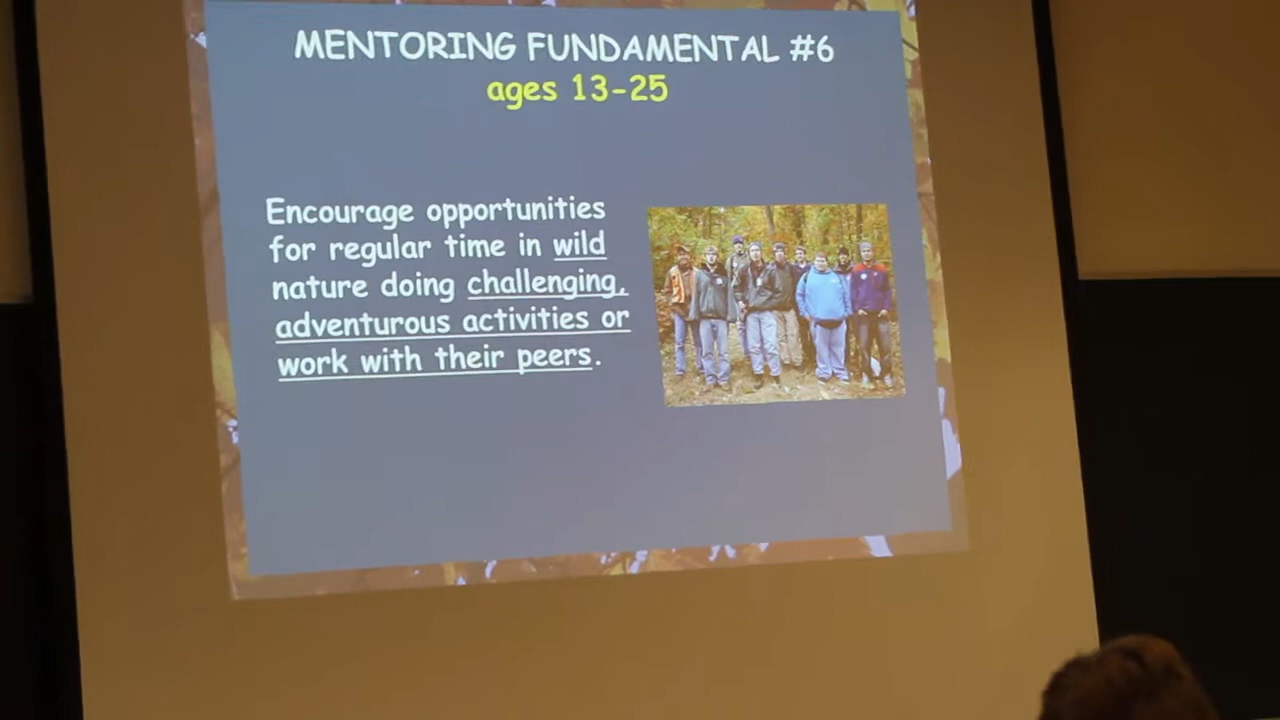 MENTORING FUNDAMENTAL #6
ages 13-25
Encourage opportunities
for regular time in wild
nature doing challenging,
adventurous activities or
work with their peers.